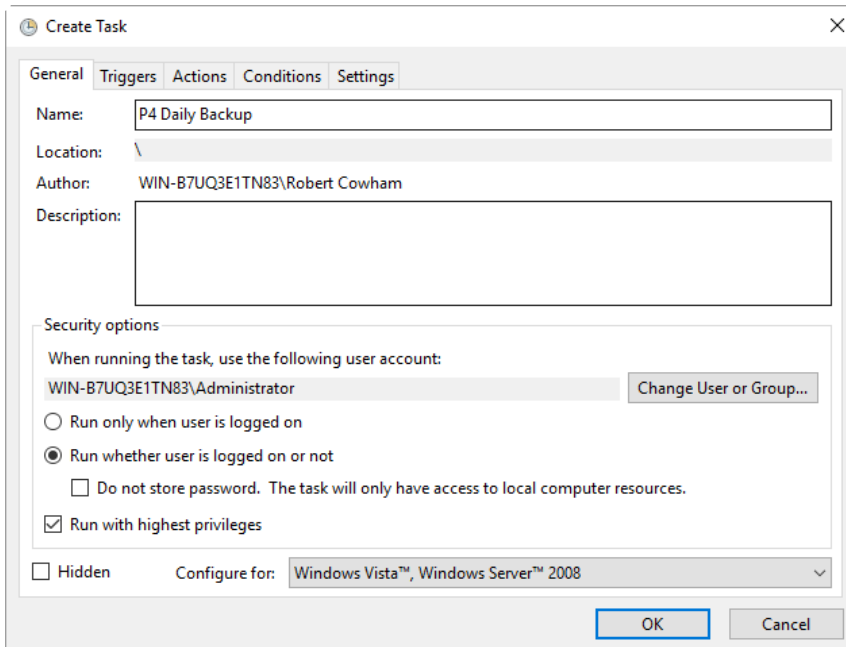 Create Task
General Triggers Actions Conditions Settings
Name: P4 Daily Backup
Location: \
Author: WIN-B7UQ3E1TN83\Robert Cowham
Description:
Security options
When running the task, use the following user account:
WIN-B7UQ3E1TN83\Administrator Change User or Group...
Run only when user is logged on
Run whether user is logged on or not
Do not store password. The task will only have access to local computer resources.
Run with highest privileges
Hidden Configure for: Windows Vista™, Windows Server™ 2008
OK Cancel